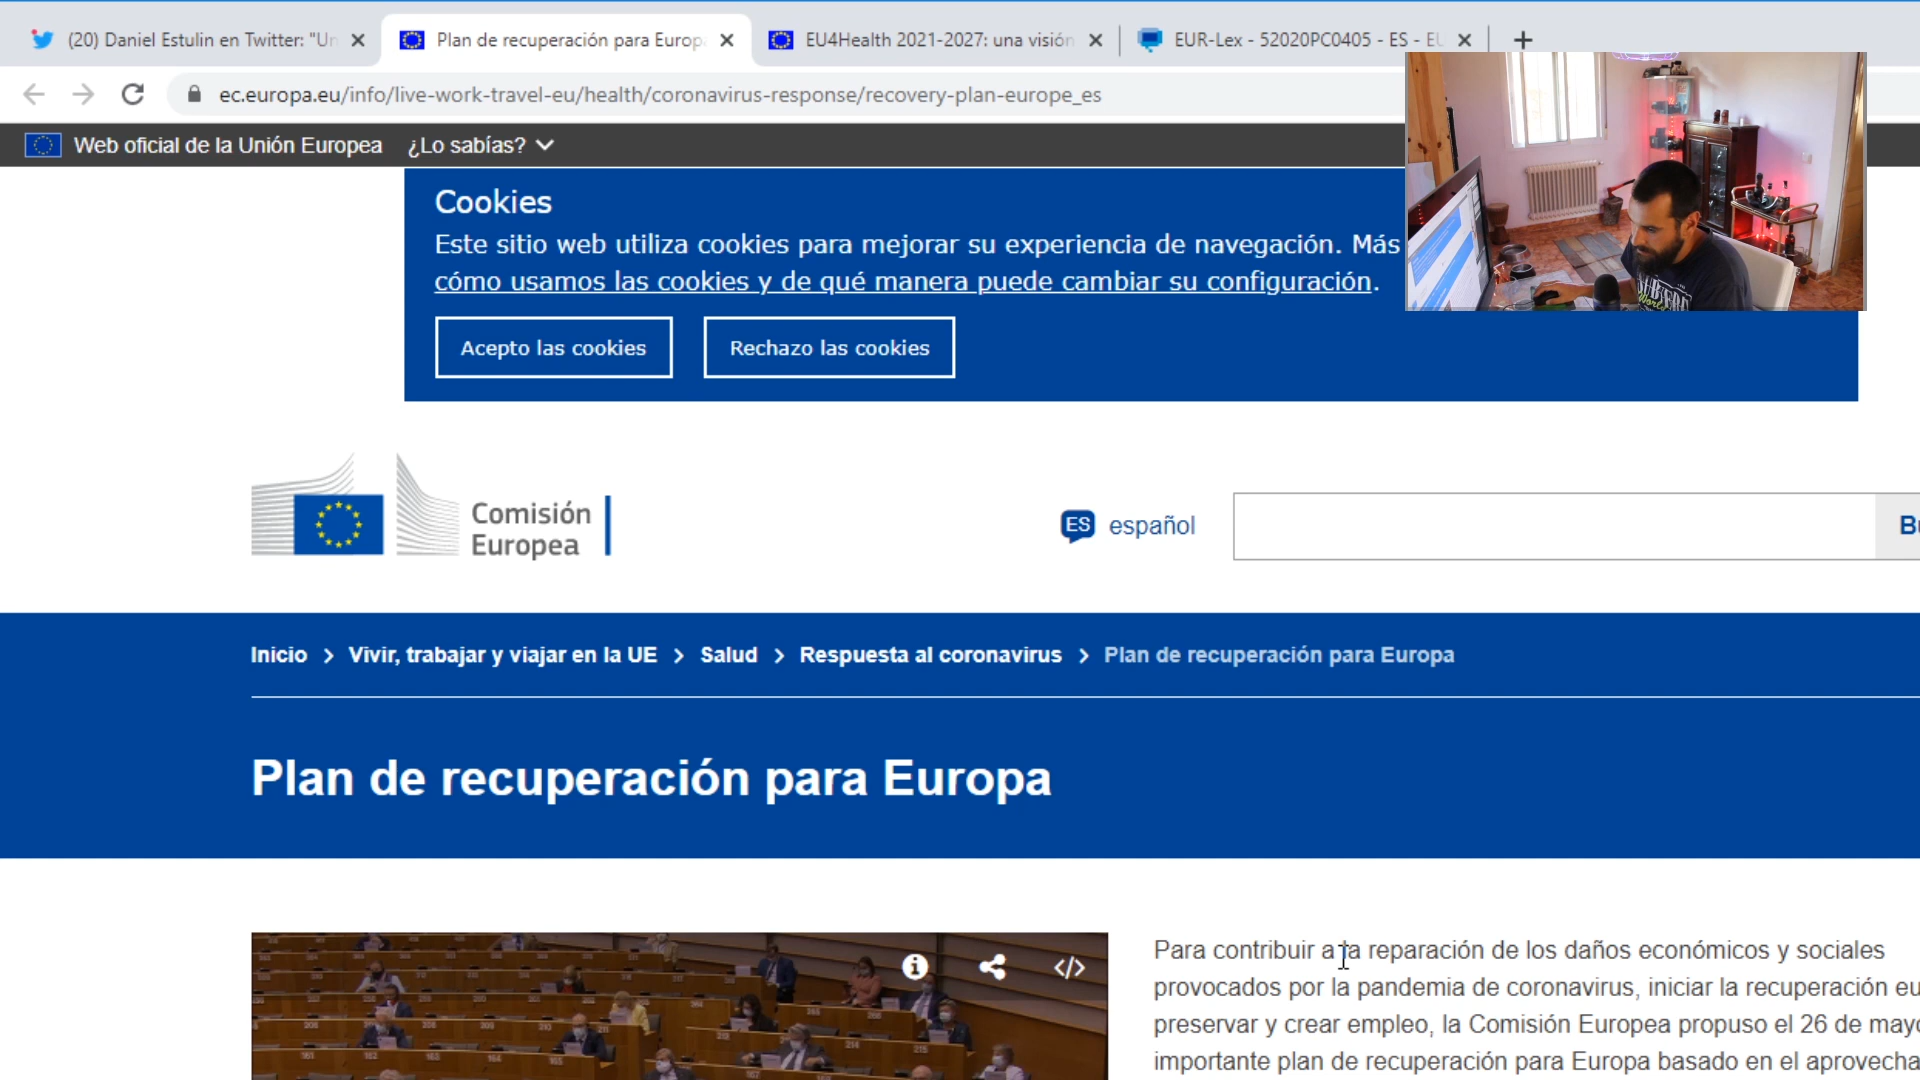 (20) Daniel Estulin en Twitter: "Un
Plan de recuperación para Europa
EU4Health 2021-2027: una visión
EUR-Lex - 52020PC0405 - ES - EU
ec.europa.eu/info/live-work-travel-eu/health/coronavirus-response/recovery-plan-europe_es
Web oficial de la Unión Europea ¿Lo sabías?
Cookies
Este sitio web utiliza cookies para mejorar su experiencia de navegación. Más
cómo usamos las cookies y de qué manera puede cambiar su configuración.
Acepto las cookies Rechazo las cookies
Comisión
Europea
ES español
Bu
Inicio > Vivir, trabajar y viajar en la UE > Salud > Respuesta al coronavirus > Plan de recuperación para Europa
Plan de recuperación para Europa
Para contribuir a la reparación de los daños económicos y sociales
provocados por la pandemia de coronavirus, iniciar la recuperación eu
preservar y crear empleo, la Comisión Europea propuso el 26 de mayo
importante plan de recuperación para Europa basado en el aprovecha